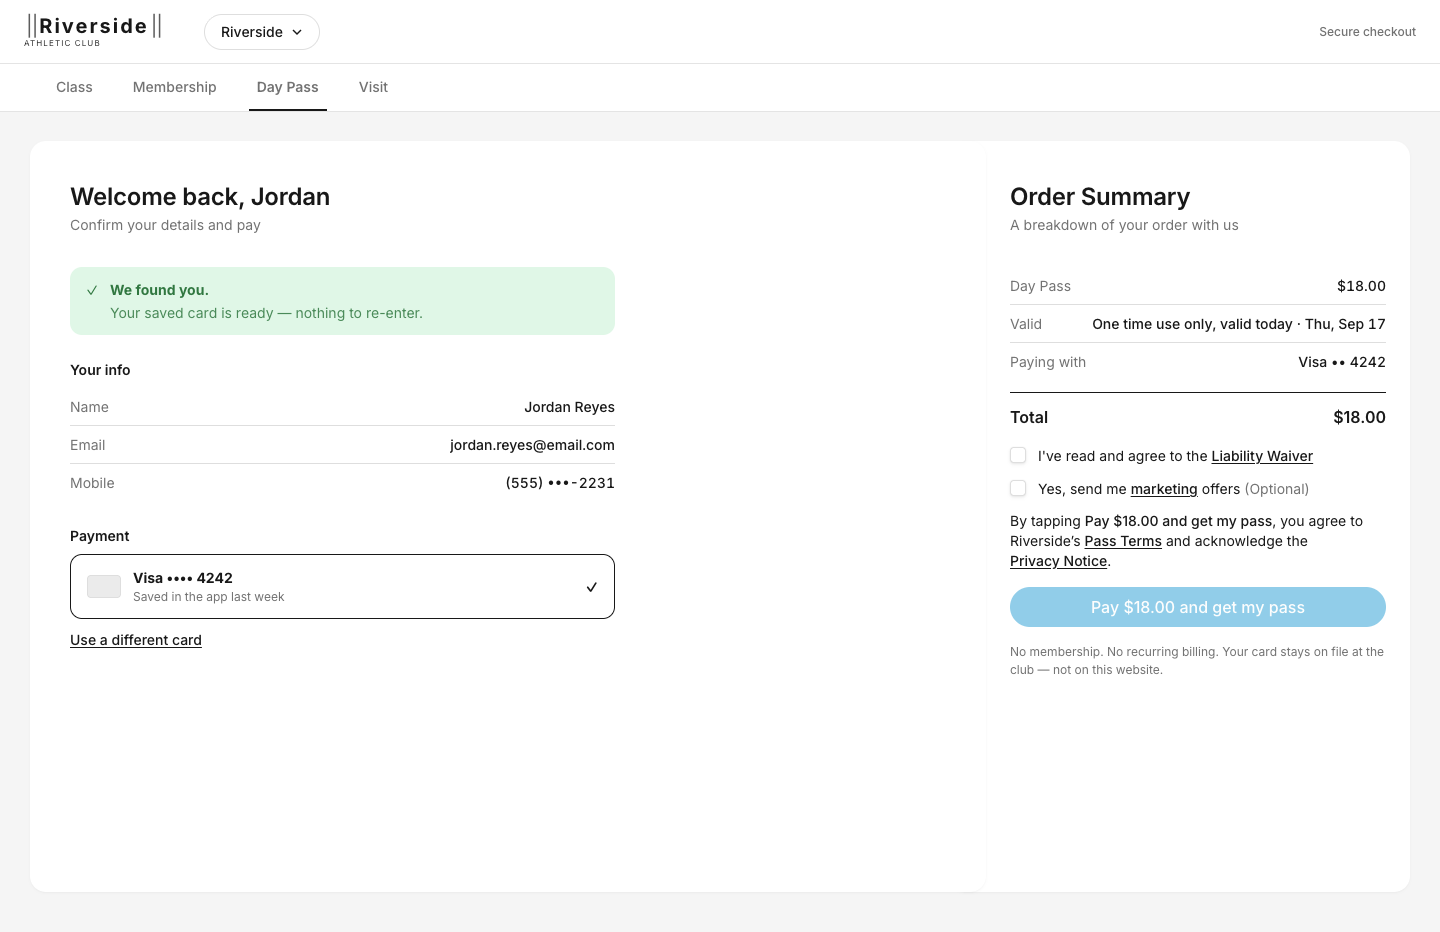 Riverside
ATHLETIC CLUB
Riverside
Secure checkout
Class
Membership
Day Pass
Visit
Welcome back, Jordan
Confirm your details and pay
We found you.
Your saved card is ready — nothing to re-enter.
Your info
Name Jordan Reyes
Email jordan.reyes@email.com
Mobile (555) •••-2231
Payment
Visa •••• 4242
Saved in the app last week
Use a different card
Order Summary
A breakdown of your order with us
Day Pass $18.00
Valid One time use only, valid today · Thu, Sep 17
Paying with Visa •• 4242
Total $18.00
I've read and agree to the Liability Waiver
Yes, send me marketing offers (Optional)
By tapping Pay $18.00 and get my pass, you agree to
Riverside’s Pass Terms and acknowledge the
Privacy Notice.
Pay $18.00 and get my pass
No membership. No recurring billing. Your card stays on file at the
club — not on this website.